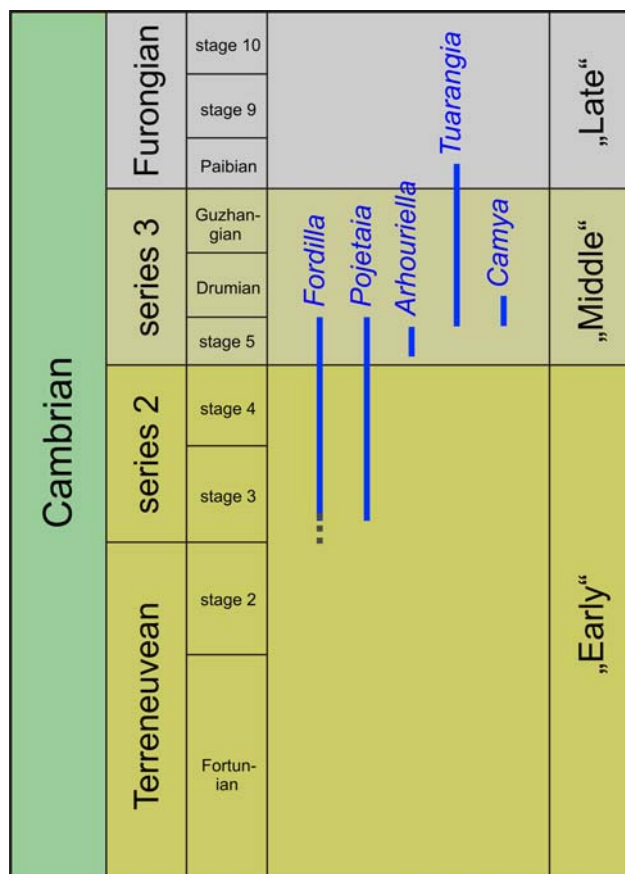 Cambrian
Furongian
series 3
series 2
Terreneuvean
stage 10
stage 9
Paibian
Guzhan-
gian
Drumian
stage 5
stage 4
stage 3
stage 2
Fortun-
ian
Fordilla
Pojetaia
Arhouriella
Tuarangia
Camya
„Late“
„Middle“
„Early“